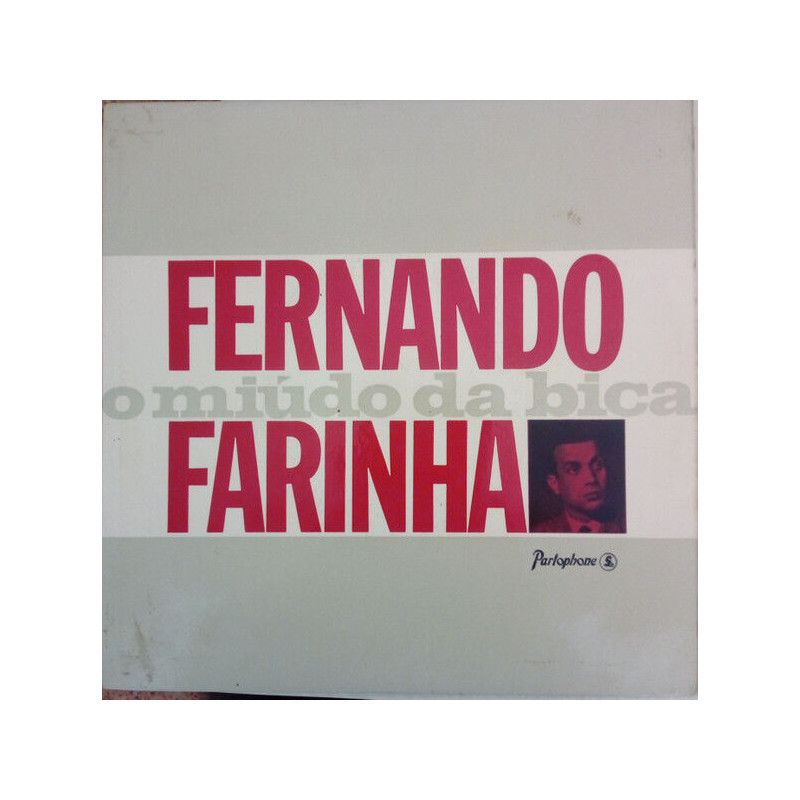 FERNANDO
o miúdo da bica
FARINHA
Parlophone